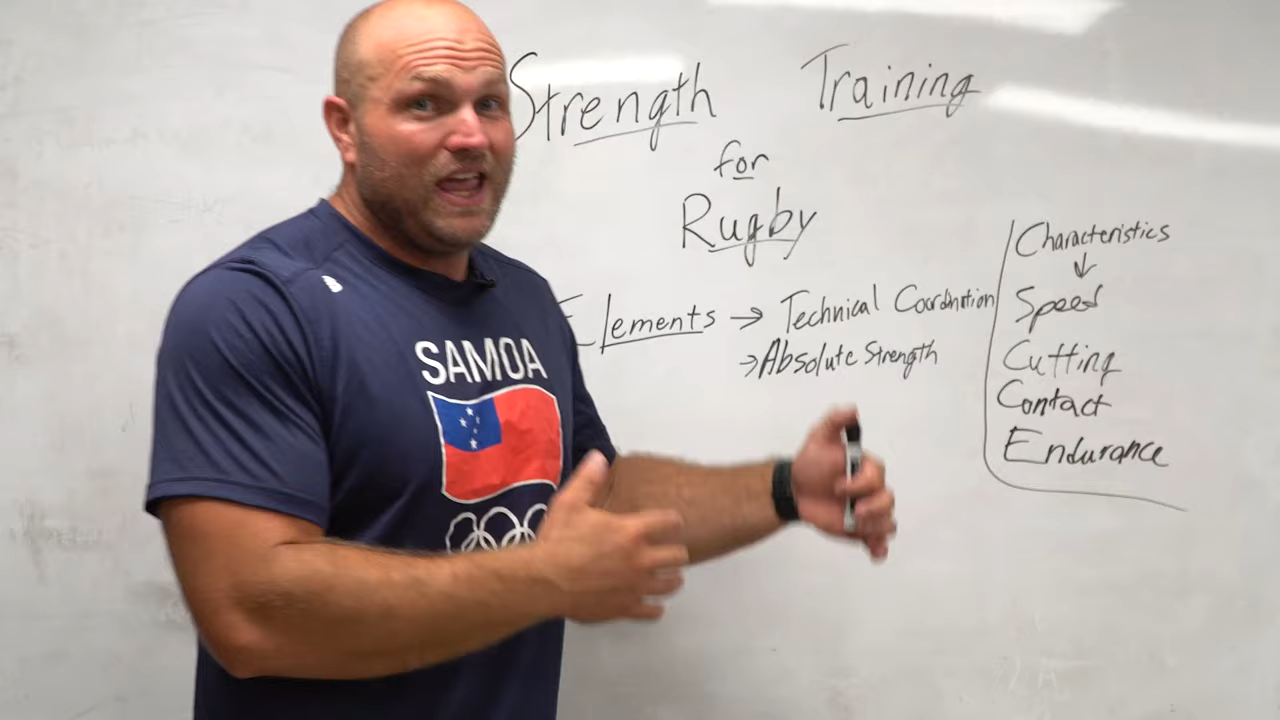 Strength Training
for
Rugby
Elements → Technical Coordination
→ Absolute Strength
Characteristics
↓
Speed
Cutting
Contact
Endurance
SAMOA